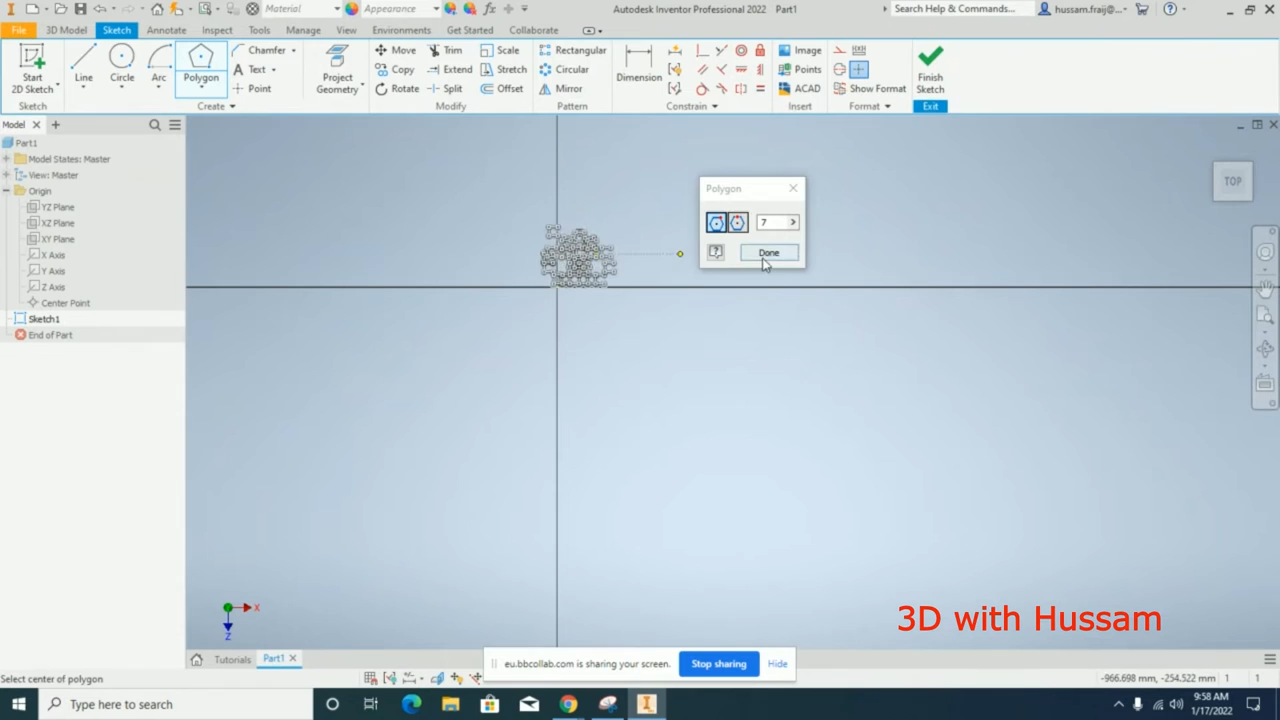 Material
Appearance
Autodesk Inventor Professional 2022 Part1
Search Help & Commands...
hussam.fraij@...
File
3D Model
Sketch
Annotate
Inspect
Tools
Manage
View
Environments
Get Started
Collaborate
Start
2D Sketch
Line
Circle
Arc
Polygon
Chamfer
Text
Point
Project
Geometry
Move
Copy
Rotate
Trim
Extend
Split
Scale
Stretch
Offset
Rectangular
Circular
Mirror
Dimension
Image
Points
ACAD
Show Format
Finish
Sketch
Sketch
Create
Modify
Pattern
Constrain
Insert
Format
Exit
Model
Part1
Model States: Master
View: Master
Origin
YZ Plane
XZ Plane
XY Plane
X Axis
Y Axis
Z Axis
Center Point
Sketch1
End of Part
Polygon
7
Done
TOP
X
Z
3D with Hussam
Tutorials
Part1
eu.bbcollab.com is sharing your screen.
Stop sharing
Hide
Select center of polygon
-966.698 mm, -254.522 mm
1
1
Type here to search
9:58 AM
1/17/2022